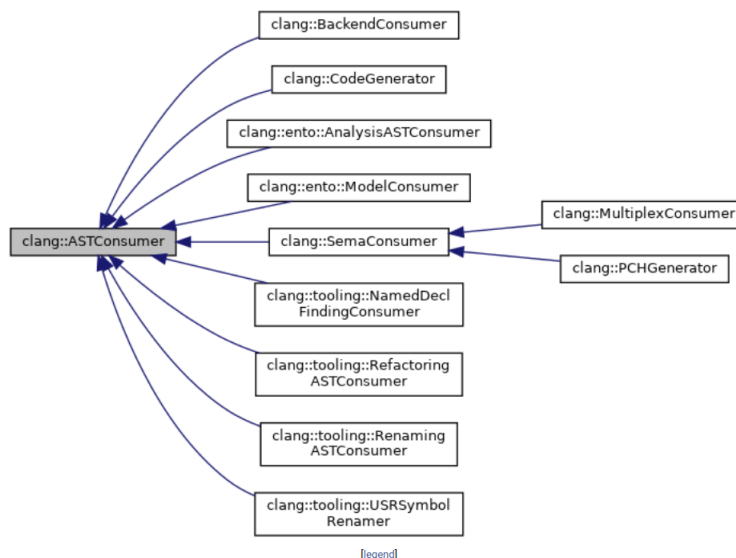 clang::BackendConsumer
clang::CodeGenerator
clang::ento::AnalysisASTConsumer
clang::ento::ModelConsumer
clang::MultiplexConsumer
clang::ASTConsumer
clang::SemaConsumer
clang::PCHGenerator
clang::tooling::NamedDecl
FindingConsumer
clang::tooling::Refactoring
ASTConsumer
clang::tooling::Renaming
ASTConsumer
clang::tooling::USRSymbol
Renamer
[legend]